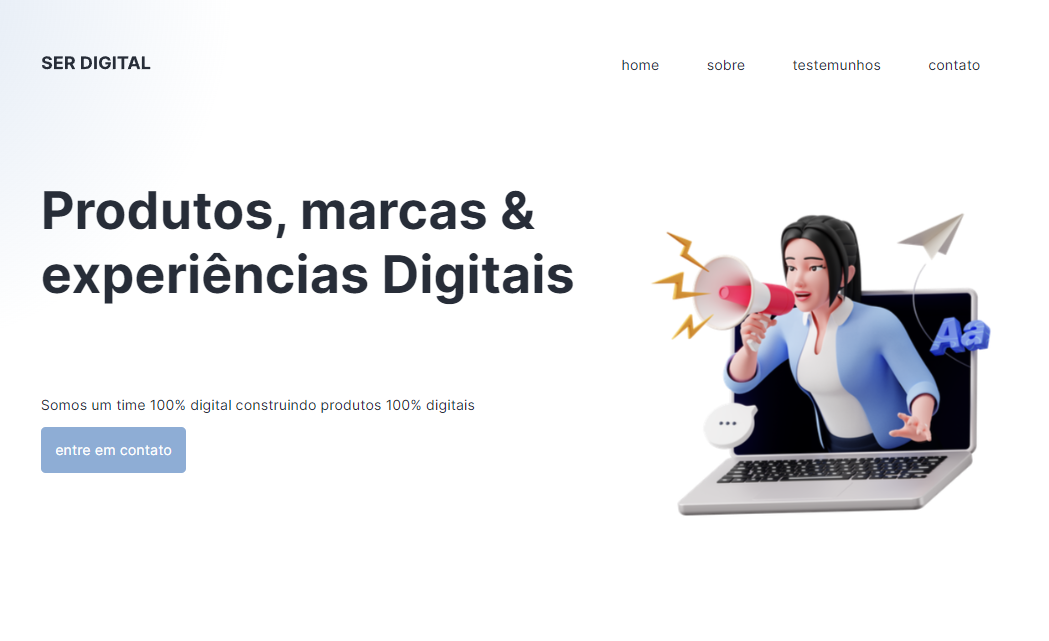 SER DIGITAL
home sobre testemunhos contato
Produtos, marcas &
experiências Digitais
Aa
Somos um time 100% digital construindo produtos 100% digitais
entre em contato